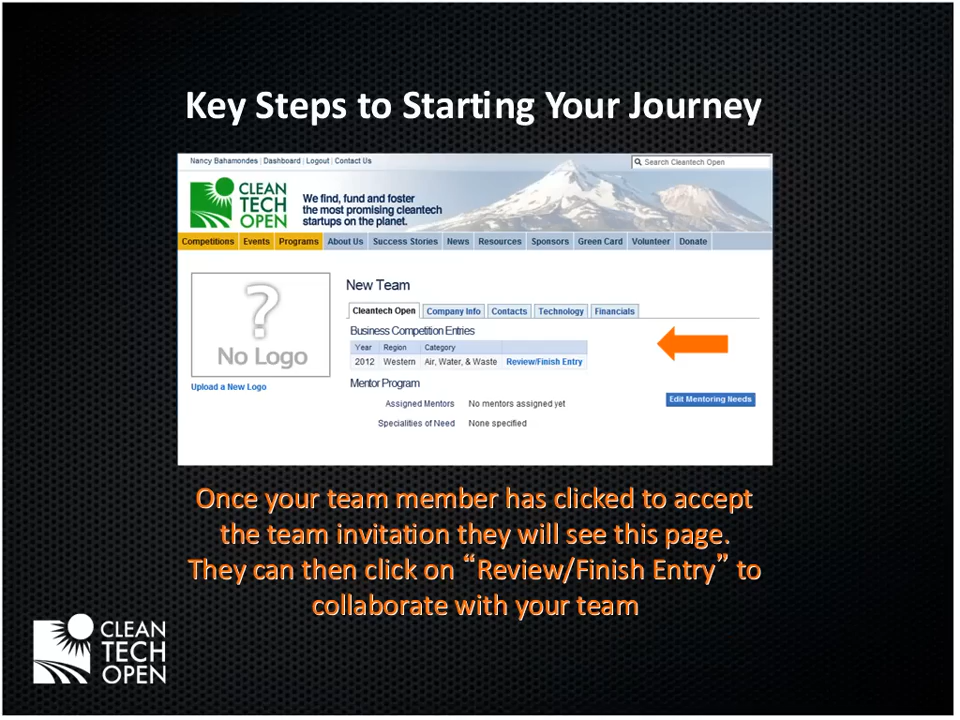 Key Steps to Starting Your Journey
Nancy Bahamondes | Dashboard | Logout | Contact Us
Search Cleantech Open
CLEAN
TECH
OPEN
We find, fund and foster
the most promising cleantech
startups on the planet.
Competitions Events Programs About Us Success Stories News Resources Sponsors Green Card Volunteer Donate
New Team
Cleantech Open Company Info Contacts Technology Financials
?
No Logo
Upload a New Logo
Business Competition Entries
Year Region Category
2012 Western Air, Water, & Waste Review/Finish Entry
Mentor Program
Assigned Mentors No mentors assigned yet
Edit Mentoring Needs
Specialities of Need None specified
Once your team member has clicked to accept
the team invitation they will see this page.
They can then click on “Review/Finish Entry” to
collaborate with your team
CLEAN
TECH
OPEN